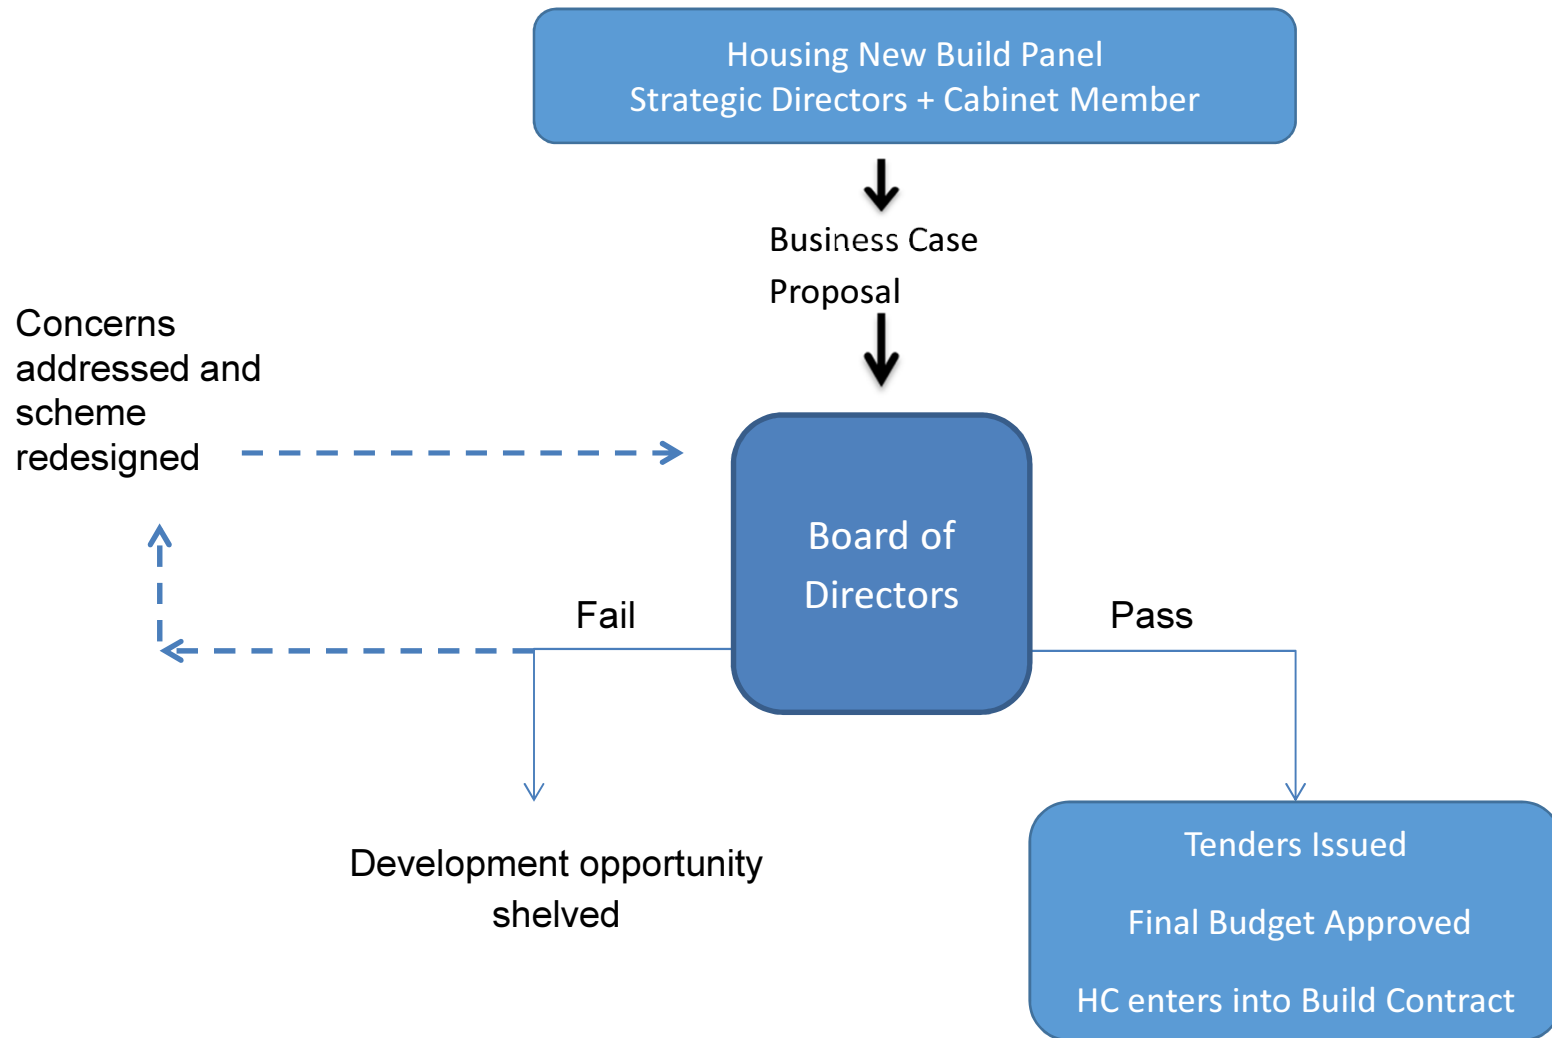 Housing New Build Panel
Strategic Directors + Cabinet Member
Business Case
Proposal
Concerns
addressed and
scheme
redesigned
Board of
Directors
Fail
Pass
Development opportunity
shelved
Tenders Issued
Final Budget Approved
HC enters into Build Contract